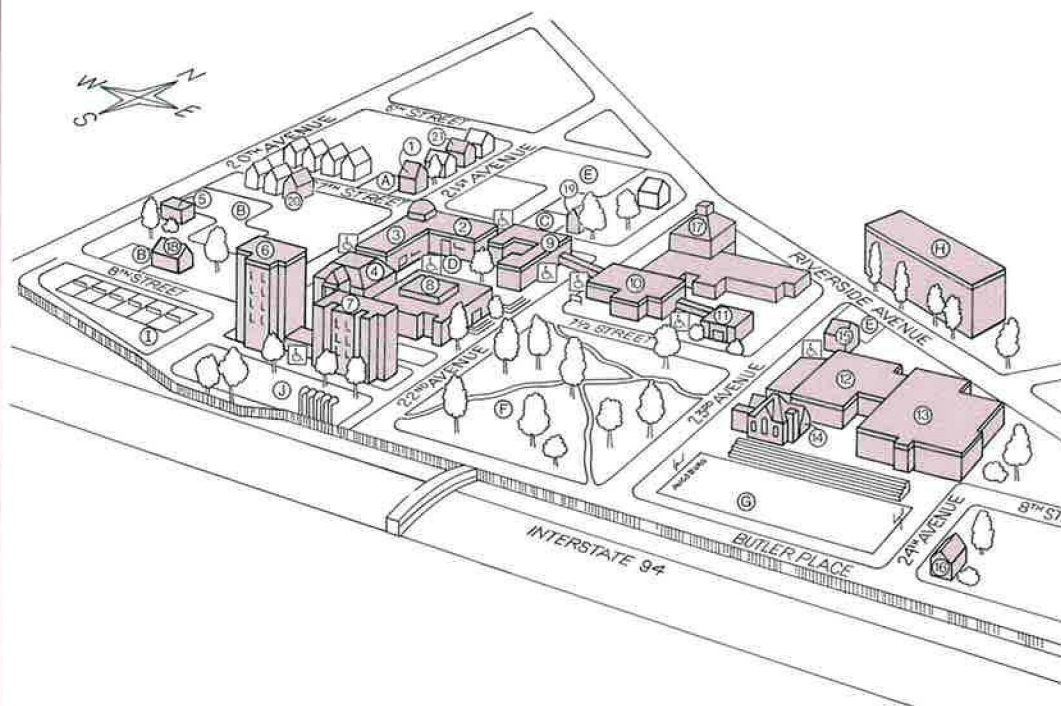 W
N
S
E
20TH AVENUE
6TH STREET
21
1
A
21ST AVENUE
7TH STREET
20
5
B
19
E
C
2
3
9
17
18
B
6
D
4
8
10
H
RIVERSIDE AVENUE
8TH STREET
7
11
7½ STREET
15
E
I
J
22ND AVENUE
12
F
23RD AVENUE
13
14
AUGSBURG
G
24TH AVENUE
8TH ST
INTERSTATE 94
BUTLER PLACE
16